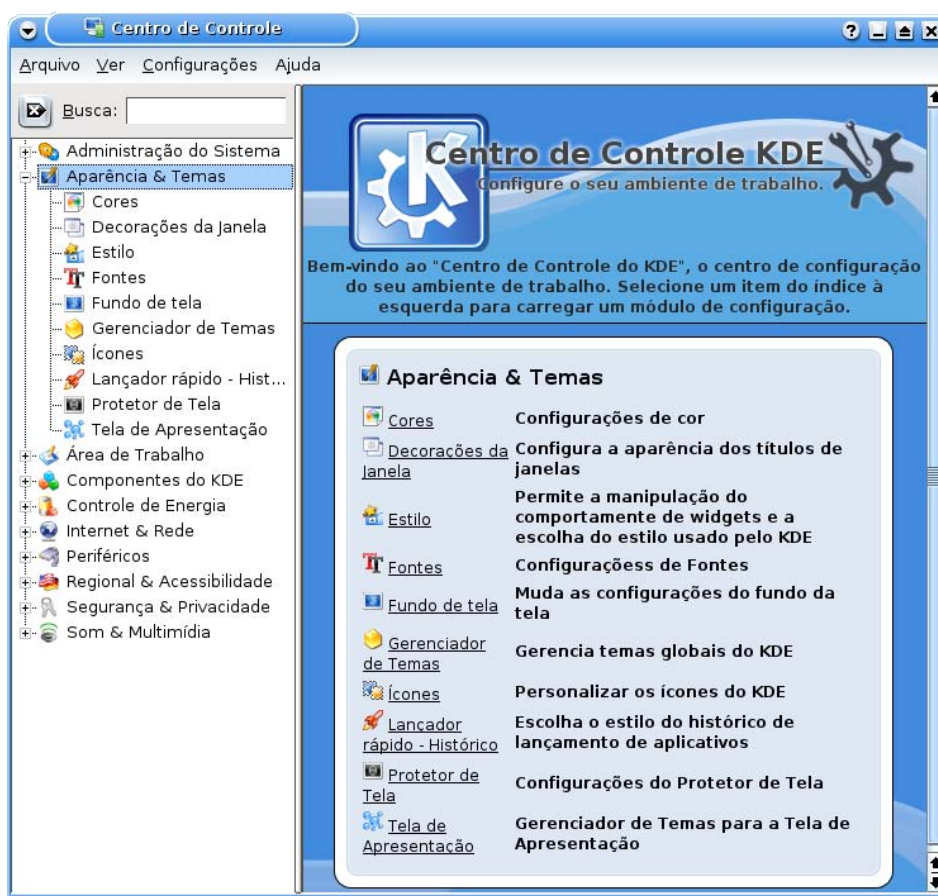 Centro de Controle
Arquivo Ver Configurações Ajuda
Busca:
Administração do Sistema
Aparência & Temas
Cores
Decorações da Janela
Estilo
Fontes
Fundo de tela
Gerenciador de Temas
Ícones
Lançador rápido - Hist...
Protetor de Tela
Tela de Apresentação
Área de Trabalho
Componentes do KDE
Controle de Energia
Internet & Rede
Periféricos
Regional & Acessibilidade
Segurança & Privacidade
Som & Multimídia
Centro de Controle KDE
Configure o seu ambiente de trabalho.
Bem-vindo ao "Centro de Controle do KDE", o centro de configuração
do seu ambiente de trabalho. Selecione um item do índice à
esquerda para carregar um módulo de configuração.
Aparência & Temas
Cores
Configurações de cor
Decorações da
Janela
Configura a aparência dos títulos de
janelas
Estilo
Permite a manipulação do
comportamente de widgets e a
escolha do estilo usado pelo KDE
Fontes
Configuraçõess de Fontes
Fundo de tela
Muda as configurações do fundo da
tela
Gerenciador
de Temas
Gerencia temas globais do KDE
Ícones
Personalizar os ícones do KDE
Lançador
rápido - Histórico
Escolha o estilo do histórico de
lançamento de aplicativos
Protetor de
Tela
Configurações do Protetor de Tela
Tela de
Apresentação
Gerenciador de Temas para a Tela de
Apresentação